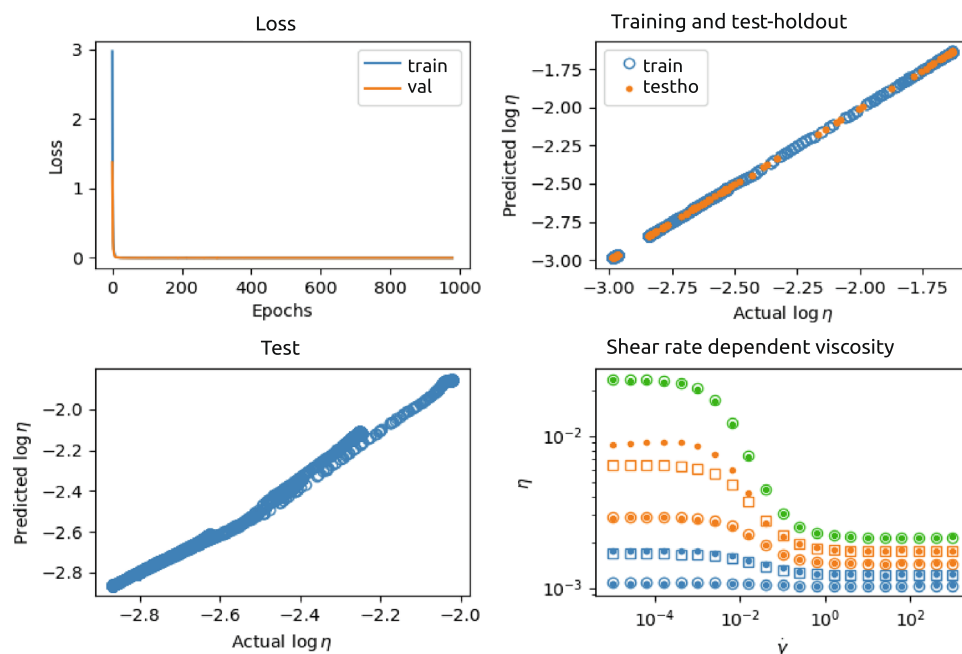 Loss
3
2
1
0
Loss
train
val
0 200 400 600 800 1000
Epochs
Training and test-holdout
−1.75
−2.00
−2.25
−2.50
−2.75
−3.00
Predicted log η
train
testho
−3.00 −2.75 −2.50 −2.25 −2.00 −1.75
Actual log η
Test
−2.0
−2.2
−2.4
−2.6
−2.8
Predicted log η
−2.8 −2.6 −2.4 −2.2 −2.0
Actual log η
Shear rate dependent viscosity
10⁻²
10⁻³
η
10⁻⁴ 10⁻² 10⁰ 10²
γ̇